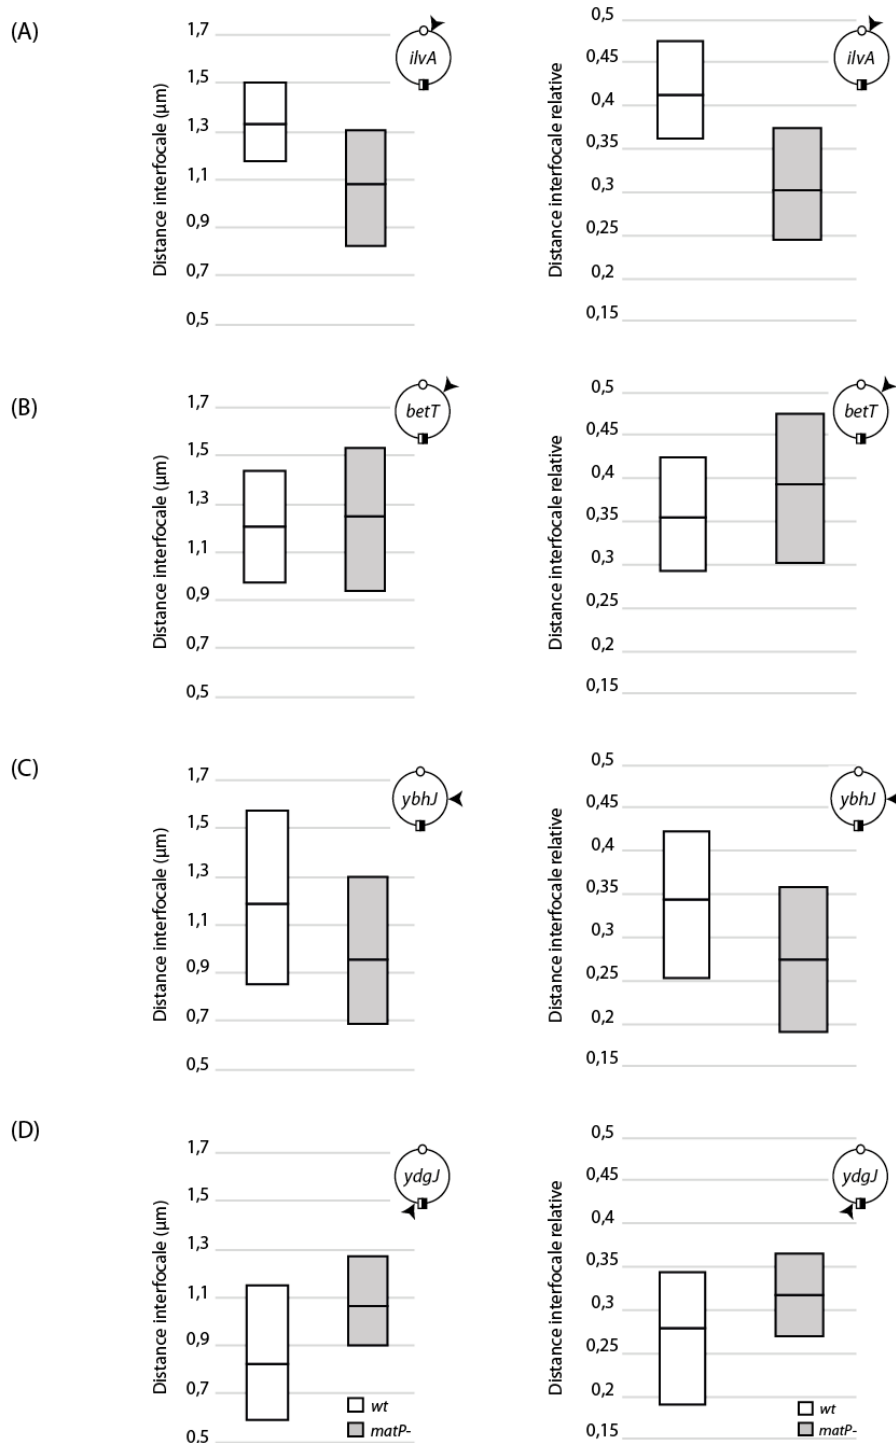 (A)
Distance interfocale (µm)
1,7
1,5
1,3
1,1
0,9
0,7
0,5
ilvA
Distance interfocale relative
0,5
0,45
0,4
0,35
0,3
0,25
0,2
0,15
ilvA
(B)
Distance interfocale (µm)
1,7
1,5
1,3
1,1
0,9
0,7
0,5
betT
Distance interfocale relative
0,5
0,45
0,4
0,35
0,3
0,25
0,2
0,15
betT
(C)
Distance interfocale (µm)
1,7
1,5
1,3
1,1
0,9
0,7
0,5
ybhJ
Distance interfocale relative
0,5
0,45
0,4
0,35
0,3
0,25
0,2
0,15
ybhJ
(D)
Distance interfocale (µm)
1,7
1,5
1,3
1,1
0,9
0,7
0,5
ydgJ
wt
matP-
Distance interfocale relative
0,5
0,45
0,4
0,35
0,3
0,25
0,2
0,15
ydgJ
wt
matP-